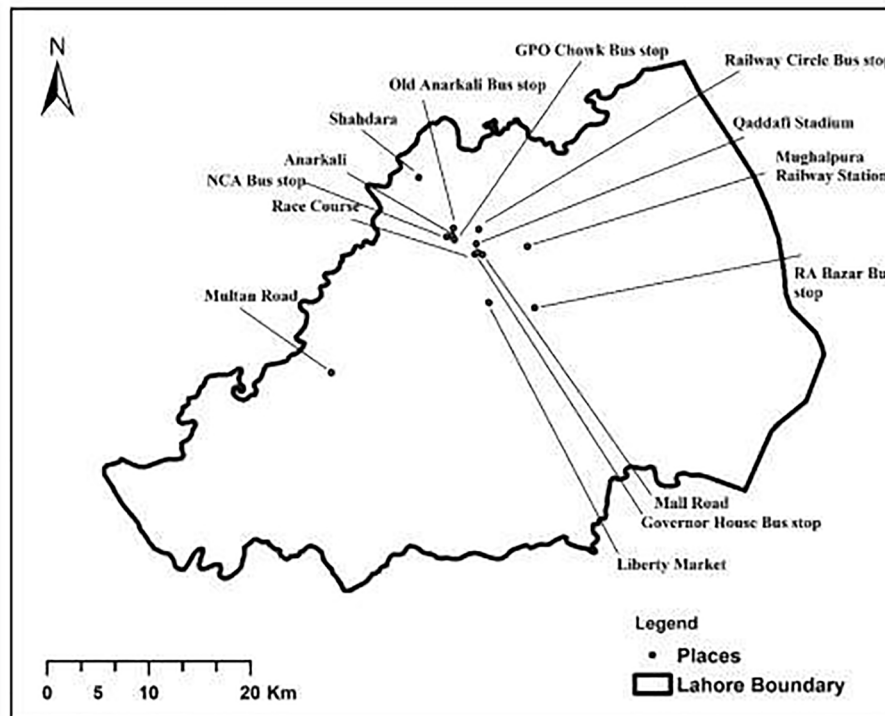 N
GPO Chowk Bus stop
Railway Circle Bus stop
Old Anarkali Bus stop
Shahdara
Qaddafi Stadium
Anarkali
Mughalpura
Railway Station
NCA Bus stop
Race Course
RA Bazar Bus
stop
Multan Road
Mall Road
Governor House Bus stop
Liberty Market
Legend
Places
Lahore Boundary
0 5 10 20 Km